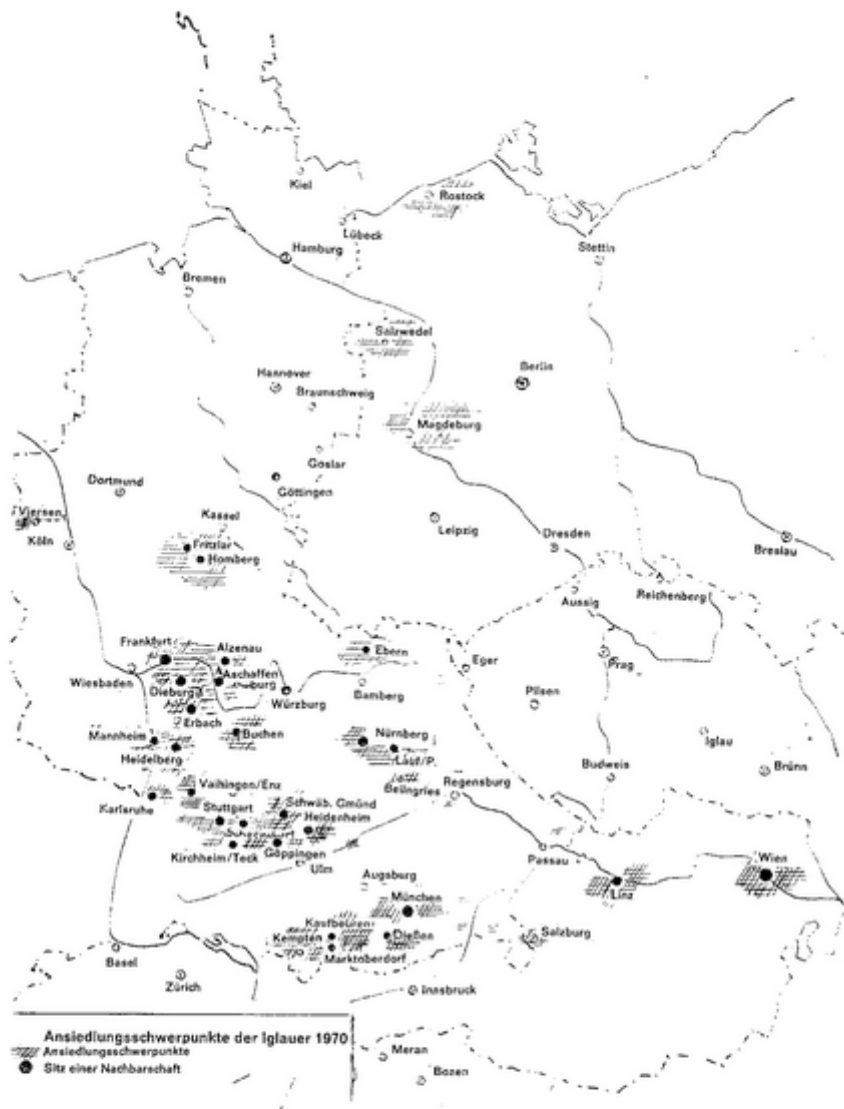 Kiel
Rostock
Lübeck
Hamburg
Stettin
Bremen
Salzwedel
Berlin
Hannover
Braunschweig
Magdeburg
Goslar
Dortmund
Göttingen
Viersen
Kassel
Leipzig
Köln
Fritzlar
Dresden
Breslau
Homberg
Aussig
Reichenberg
Frankfurt
Alzenau
Ebern
Prag
Eger
Wiesbaden
Aschaffen
burg
Dieburg
Würzburg
Bamberg
Pilsen
Erbach
Mannheim
Buchen
Nürnberg
Iglau
Heidelberg
Lauf/P.
Brünn
Beilngries
Budweis
Regensburg
Vaihingen/Enz
Karlsruhe
Stuttgart
Schwäb. Gmünd
Heidenheim
Kirchheim/Teck
Göppingen
Ulm
Passau
Wien
Augsburg
Linz
München
Kaufbeuren
Kempten
Dießen
Salzburg
Marktoberdorf
Basel
Zürich
Innsbruck
Ansiedlungsschwerpunkte der Iglauer 1970
Ansiedlungsschwerpunkte
Sitz einer Nachbarschaft
Meran
Bozen